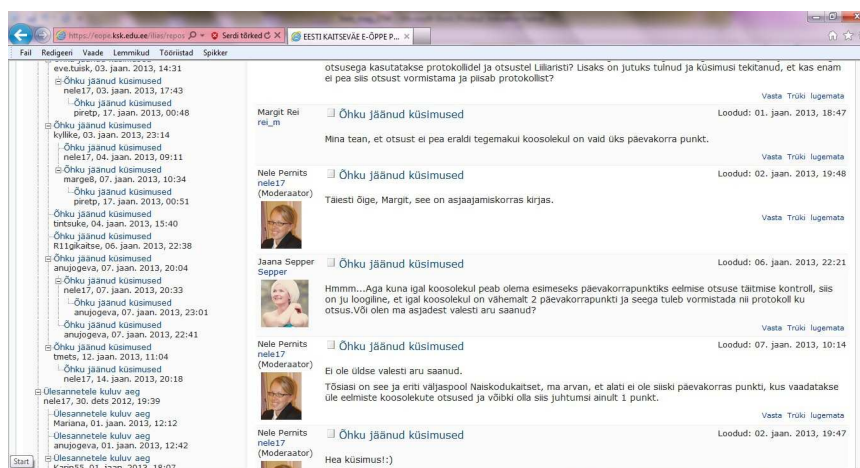 https://eope.ksk.edu.ee/ilias/repos
Serdi tõrked
EESTI KAITSEVÄE E-ÕPPE P...
Fail Redigeeri Vaade Lemmikud Tööriistad Spikker
eve.tuisk, 03. jaan. 2013, 14:31
Õhku jäänud küsimused
nele17, 03. jaan. 2013, 17:43
Õhku jäänud küsimused
piretp, 17. jaan. 2013, 00:48
Õhku jäänud küsimused
kyllike, 03. jaan. 2013, 23:14
Õhku jäänud küsimused
nele17, 04. jaan. 2013, 09:11
Õhku jäänud küsimused
marge8, 07. jaan. 2013, 10:34
Õhku jäänud küsimused
piretp, 17. jaan. 2013, 00:51
Õhku jäänud küsimused
tintsuke, 04. jaan. 2013, 15:40
Õhku jäänud küsimused
R11gikaitse, 06. jaan. 2013, 22:38
Õhku jäänud küsimused
anujogeva, 07. jaan. 2013, 20:04
Õhku jäänud küsimused
nele17, 07. jaan. 2013, 20:33
Õhku jäänud küsimused
anujogeva, 07. jaan. 2013, 23:01
Õhku jäänud küsimused
anujogeva, 07. jaan. 2013, 22:41
Õhku jäänud küsimused
tmets, 12. jaan. 2013, 11:04
Õhku jäänud küsimused
nele17, 14. jaan. 2013, 20:18
Ülesannetele kuluv aeg
nele17, 30. dets 2012, 19:39
Ülesannetele kuluv aeg
Mariana, 01. jaan. 2013, 12:12
Ülesannetele kuluv aeg
anujogeva, 01. jaan. 2013, 12:42
Ülesannetele kuluv aeg
Karin55, 01. jaan. 2013, 18:07
Start
otsusega kasutatakse protokollidel ja otsustel Liiliaristi? Lisaks on jutuks tulnud ja küsimusi tekitanud, et kas enam
ei pea siis otsust vormistama ja piisab protokollist?
Vasta Trüki lugemata
Margit Rei
rei_m
Õhku jäänud küsimused
Loodud: 01. jaan. 2013, 18:47
Mina tean, et otsust ei pea eraldi tegemakui koosolekul on vaid üks päevakorra punkt.
Vasta Trüki lugemata
Nele Pernits
nele17
(Moderaator)
Õhku jäänud küsimused
Loodud: 02. jaan. 2013, 19:48
Täiesti õige, Margit, see on asjaajamiskorras kirjas.
Vasta Trüki lugemata
Jaana Sepper
Sepper
Õhku jäänud küsimused
Loodud: 06. jaan. 2013, 22:21
Hmmm...Aga kuna igal koosolekul peab olema esimeseks päevakorrapunktiks eelmise otsuse täitmise kontroll, siis
on ju loogiline, et igal koosolekul on vähemalt 2 päevakorrapunkti ja seega tuleb vormistada nii protokoll ku
otsus.Või olen ma asjadest valesti aru saanud?
Vasta Trüki lugemata
Nele Pernits
nele17
(Moderaator)
Õhku jäänud küsimused
Loodud: 07. jaan. 2013, 10:14
Ei ole üldse valesti aru saanud.
Tõsiasi on see ja eriti väljaspool Naiskodukaitset, ma arvan, et alati ei ole siiski päevakorras punkti, kus vaadatakse
üle eelmiste koosolekute otsused ja võibki olla siis juhtumsi ainult 1 punkt.
Vasta Trüki lugemata
Nele Pernits
nele17
(Moderaator)
Õhku jäänud küsimused
Loodud: 02. jaan. 2013, 19:47
Hea küsimus!:)